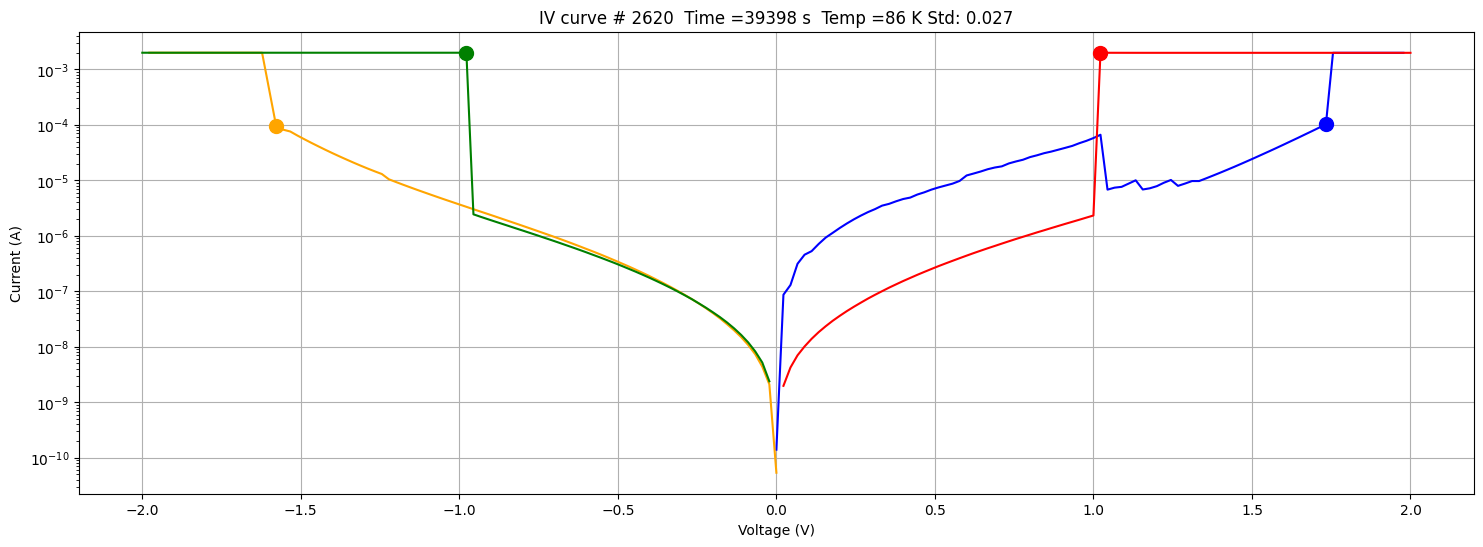 IV curve # 2620  Time =39398 s  Temp =86 K Std: 0.027
Current (A)
10⁻³
10⁻⁴
10⁻⁵
10⁻⁶
10⁻⁷
10⁻⁸
10⁻⁹
10⁻¹⁰
−2.0 −1.5 −1.0 −0.5 0.0 0.5 1.0 1.5 2.0
Voltage (V)